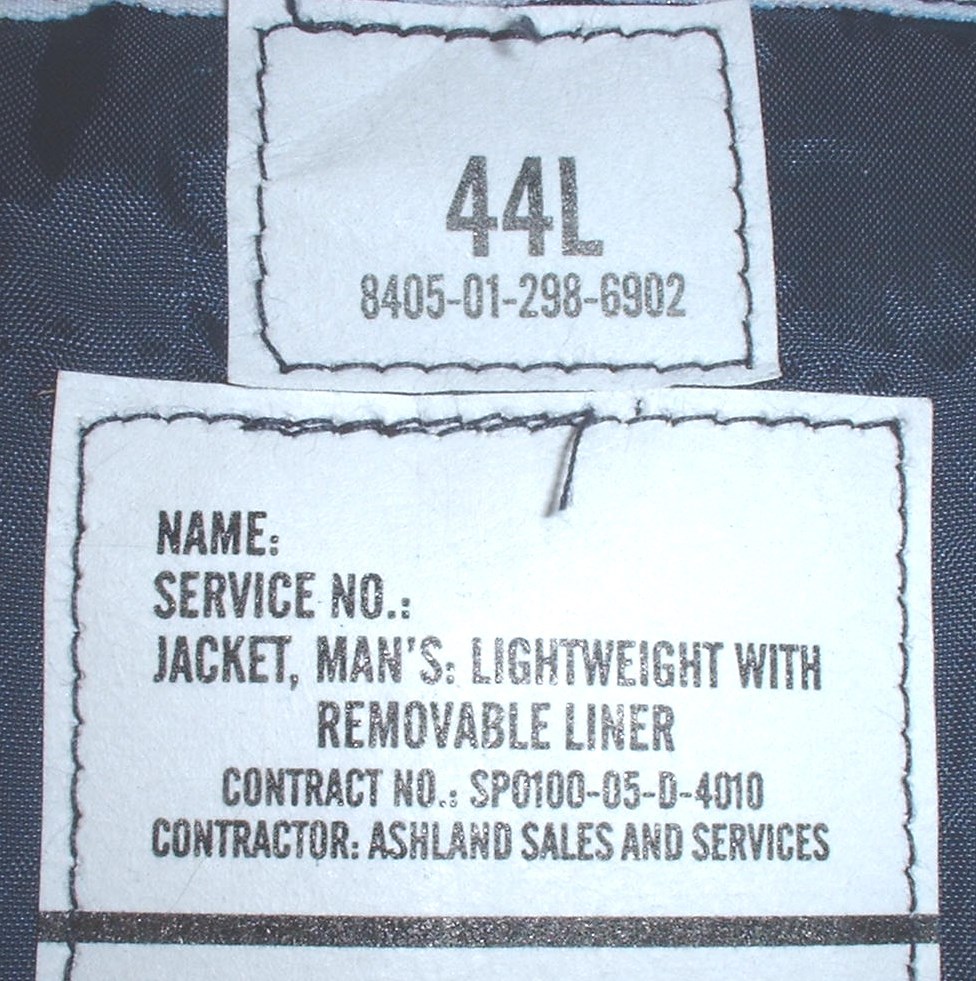 44L
8405-01-298-6902
NAME:
SERVICE NO.:
JACKET, MAN'S: LIGHTWEIGHT WITH
REMOVABLE LINER
CONTRACT NO.: SP0100-05-D-4010
CONTRACTOR: ASHLAND SALES AND SERVICES